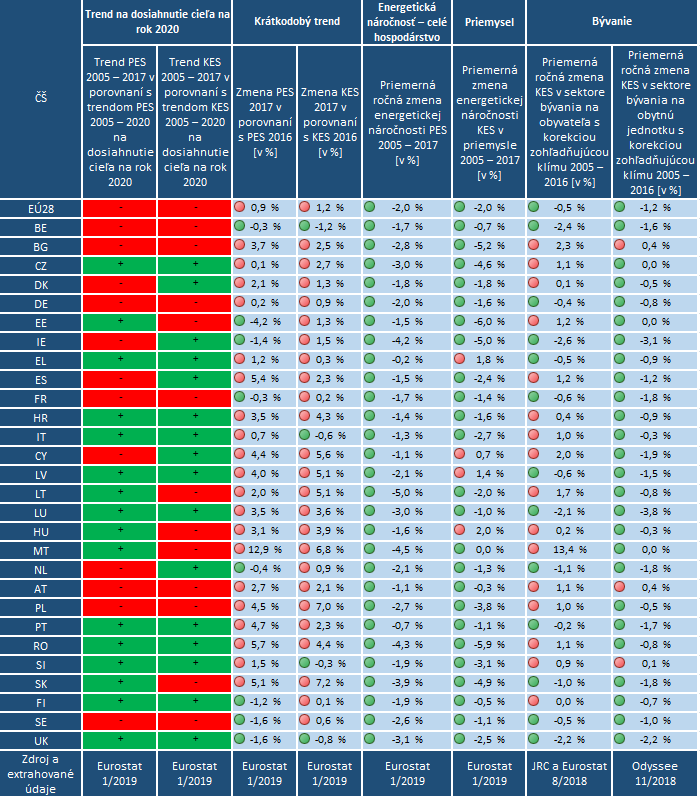 ČŠ
Trend na dosiahnutie cieľa na
rok 2020
Krátkodobý trend
Energetická
náročnosť – celé
hospodárstvo
Priemysel
Bývanie
Trend PES
2005 – 2017 v
porovnaní s
trendom PES
2005 – 2020
na
dosiahnutie
cieľa na rok
2020
Trend KES
2005 – 2017 v
porovnaní s
trendom KES
2005 – 2020
na
dosiahnutie
cieľa na rok
2020
Zmena PES
2017 v
porovnaní
s PES 2016
[v %]
Zmena KES
2017 v
porovnaní
s KES 2016
[v %]
Priemerná
ročná zmena
energetickej
náročnosti PES
2005 – 2017
[v %]
Priemerná
zmena
energetickej
náročnosti
KES v
priemysle
2005 – 2017
[v %]
Priemerná
ročná zmena
KES v sektore
bývania na
obyvateľa s
korekciou
zohľadňujúcou
klímu 2005 –
2016 [v %]
Priemerná
ročná zmena
KES v sektore
bývania na
obytnú
jednotku s
korekciou
zohľadňujúcou
klímu 2005 –
2016 [v %]
EÚ28 - - 0,9 % 1,2 % -2,0 % -2,0 % -0,5 % -1,2 %
BE - - -0,3 % -1,2 % -1,7 % -0,7 % -2,4 % -1,6 %
BG - - 3,7 % 2,5 % -2,8 % -5,2 % 2,3 % 0,4 %
CZ + + 0,1 % 2,7 % -3,0 % -4,6 % 1,1 % 0,0 %
DK - + 2,1 % 1,3 % -1,8 % -1,8 % 0,1 % -0,5 %
DE - - 0,2 % 0,9 % -2,0 % -1,6 % -0,4 % -0,8 %
EE + - -4,2 % 1,3 % -1,5 % -6,0 % 1,2 % 0,0 %
IE - + -1,4 % 1,5 % -4,2 % -5,0 % -2,6 % -3,1 %
EL + + 1,2 % 0,3 % -0,2 % 1,8 % -0,5 % -0,9 %
ES - + 5,4 % 2,3 % -1,5 % -2,4 % 1,2 % -1,2 %
FR - - -0,3 % 0,2 % -1,7 % -1,4 % -0,6 % -1,8 %
HR + + 3,5 % 4,3 % -1,4 % -1,6 % 0,4 % -0,9 %
IT + + 0,7 % -0,6 % -1,3 % -2,7 % 1,0 % -0,3 %
CY - + 4,4 % 5,6 % -1,1 % 0,7 % 2,0 % -1,9 %
LV + + 4,0 % 5,1 % -2,1 % 1,4 % -0,6 % -1,5 %
LT + - 2,0 % 5,1 % -5,0 % -2,0 % 1,7 % -0,8 %
LU + + 3,5 % 3,6 % -3,0 % -1,0 % -2,1 % -3,8 %
HU + - 3,1 % 3,9 % -1,6 % 2,0 % 0,2 % -0,3 %
MT + - 12,9 % 6,8 % -4,5 % 0,0 % 13,4 % 0,0 %
NL - + -0,4 % 0,9 % -2,1 % -1,3 % -1,1 % -1,8 %
AT - - 2,7 % 2,1 % -1,1 % -0,3 % 1,1 % 0,4 %
PL - - 4,5 % 7,0 % -2,7 % -3,8 % 1,0 % -0,5 %
PT + + 4,7 % 2,3 % -0,7 % -1,1 % -0,2 % -1,7 %
RO + + 5,7 % 4,4 % -4,3 % -5,9 % 1,1 % -0,8 %
SI + + 1,5 % -0,3 % -1,9 % -3,1 % 0,9 % 0,1 %
SK + - 5,1 % 7,2 % -3,9 % -4,9 % -1,0 % -1,8 %
FI + + -1,2 % 0,1 % -1,9 % -0,5 % 0,0 % -0,7 %
SE - - -1,6 % 0,6 % -2,6 % -1,1 % -0,5 % -1,0 %
UK + + -1,6 % -0,8 % -3,1 % -2,5 % -2,2 % -2,2 %
Zdroj a
extrahované
údaje
Eurostat
1/2019
Eurostat
1/2019
Eurostat
1/2019
Eurostat
1/2019
Eurostat
1/2019
Eurostat
1/2019
JRC a Eurostat
8/2018
Odyssee
11/2018